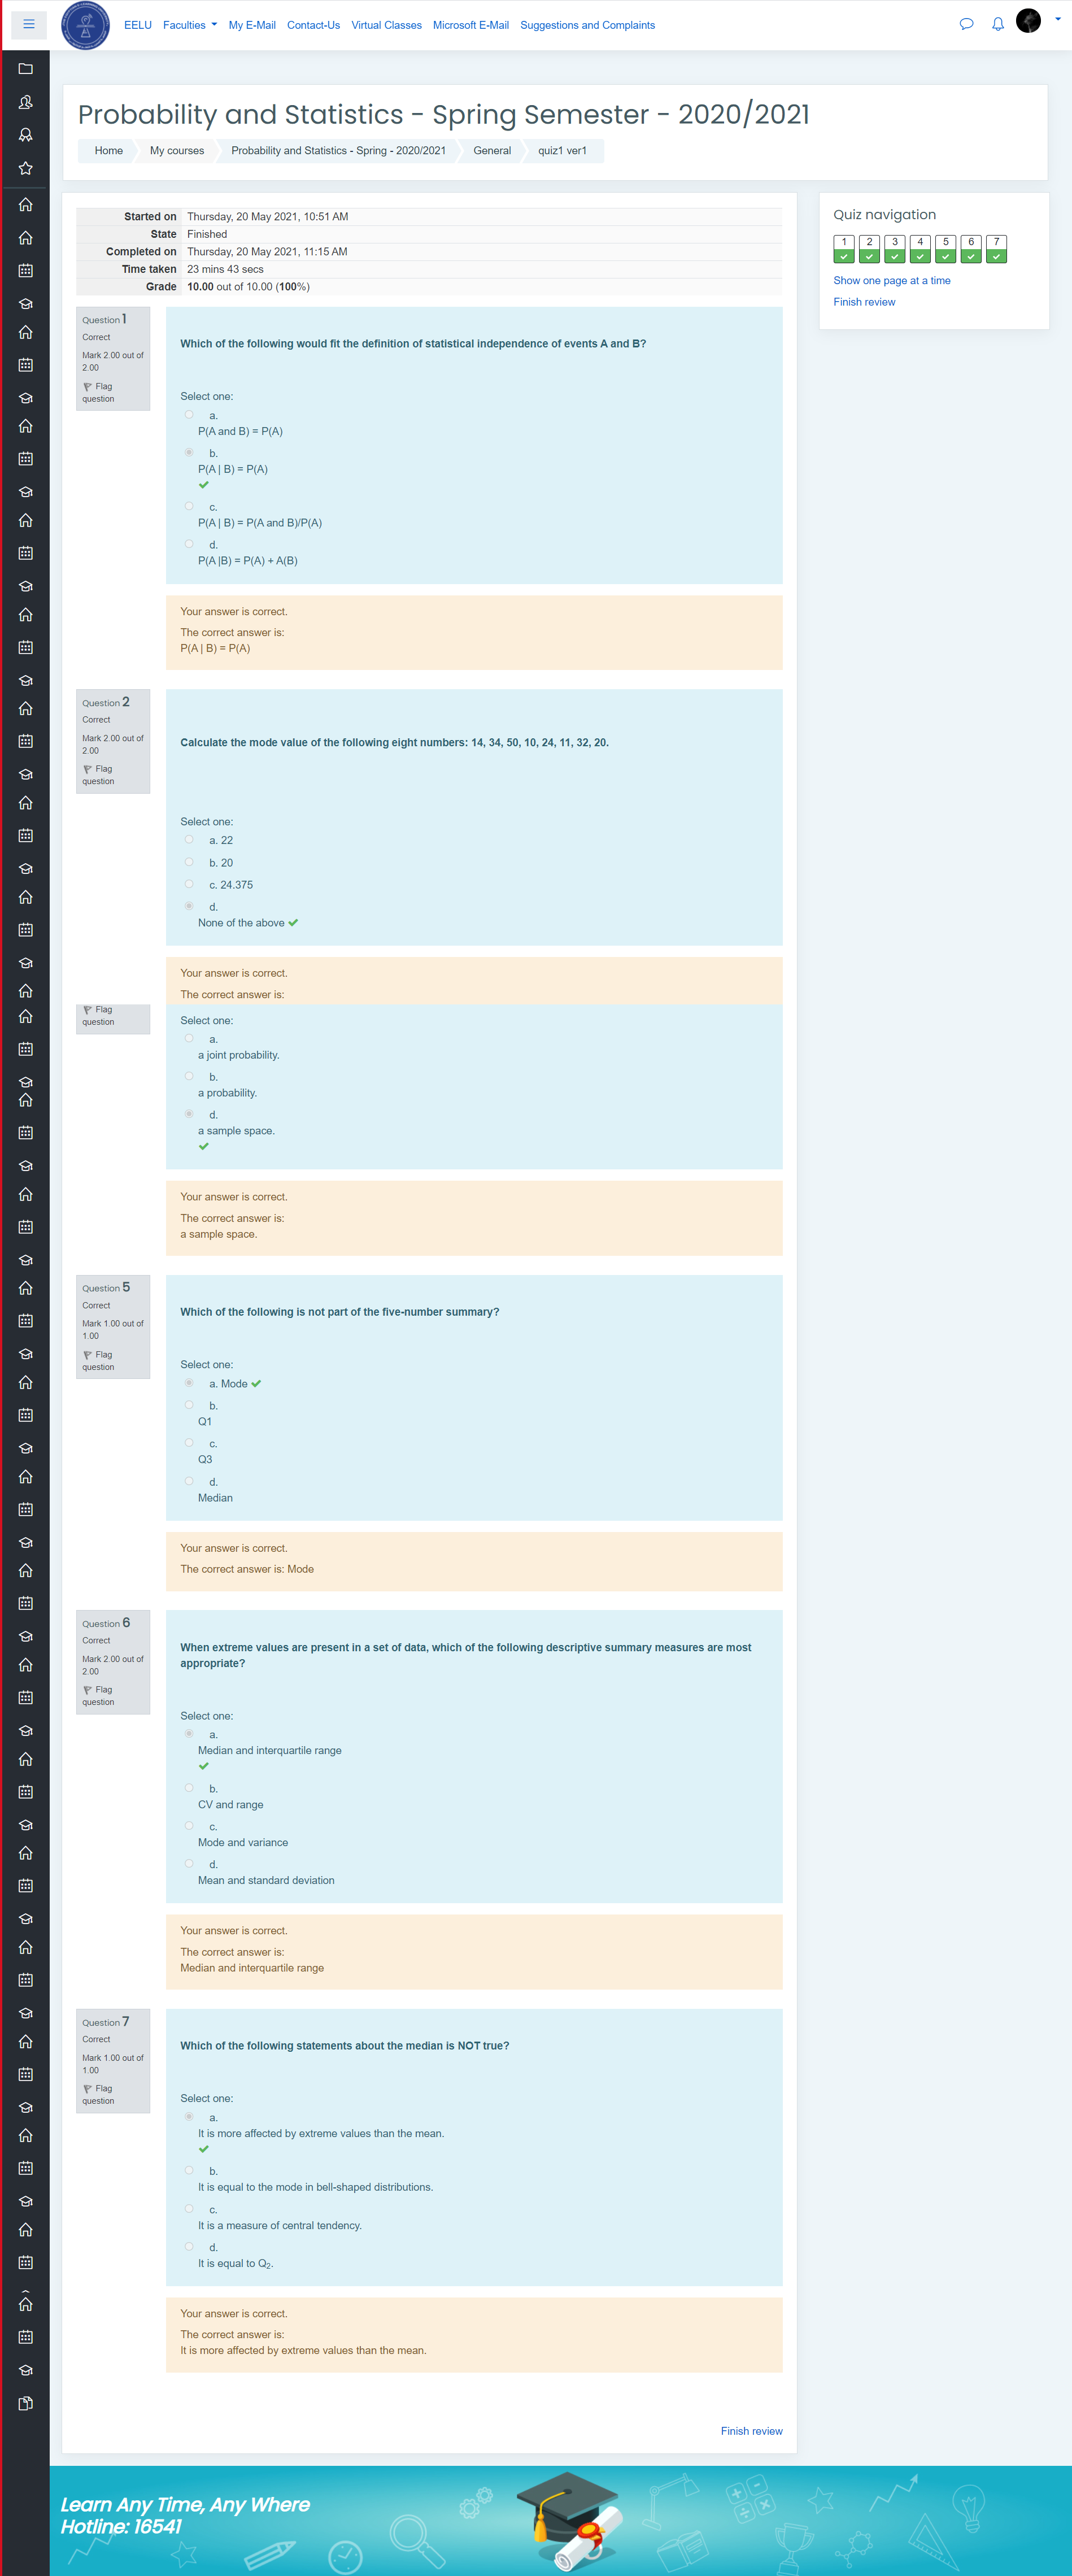 EELU Faculties My E-Mail Contact-Us Virtual Classes Microsoft E-Mail Suggestions and Complaints
Probability and Statistics - Spring Semester - 2020/2021
Home My courses Probability and Statistics - Spring - 2020/2021 General quiz1 ver1
Started on Thursday, 20 May 2021, 10:51 AM
State Finished
Completed on Thursday, 20 May 2021, 11:15 AM
Time taken 23 mins 43 secs
Grade 10.00 out of 10.00 (100%)
Quiz navigation
1 2 3 4 5 6 7
Show one page at a time
Finish review
Question 1
Correct
Mark 2.00 out of
2.00
Flag
question
Which of the following would fit the definition of statistical independence of events A and B?
Select one:
a.
P(A and B) = P(A)
b.
P(A | B) = P(A)
c.
P(A | B) = P(A and B)/P(A)
d.
P(A |B) = P(A) + A(B)
Your answer is correct.
The correct answer is:
P(A | B) = P(A)
Question 2
Correct
Mark 2.00 out of
2.00
Flag
question
Calculate the mode value of the following eight numbers: 14, 34, 50, 10, 24, 11, 32, 20.
Select one:
a. 22
b. 20
c. 24.375
d.
None of the above
Your answer is correct.
The correct answer is:
Flag
question
Select one:
a.
a joint probability.
b.
a probability.
d.
a sample space.
Your answer is correct.
The correct answer is:
a sample space.
Question 5
Correct
Mark 1.00 out of
1.00
Flag
question
Which of the following is not part of the five-number summary?
Select one:
a. Mode
b.
Q1
c.
Q3
d.
Median
Your answer is correct.
The correct answer is: Mode
Question 6
Correct
Mark 2.00 out of
2.00
Flag
question
When extreme values are present in a set of data, which of the following descriptive summary measures are most
appropriate?
Select one:
a.
Median and interquartile range
b.
CV and range
c.
Mode and variance
d.
Mean and standard deviation
Your answer is correct.
The correct answer is:
Median and interquartile range
Question 7
Correct
Mark 1.00 out of
1.00
Flag
question
Which of the following statements about the median is NOT true?
Select one:
a.
It is more affected by extreme values than the mean.
b.
It is equal to the mode in bell-shaped distributions.
c.
It is a measure of central tendency.
d.
It is equal to Q₂.
Your answer is correct.
The correct answer is:
It is more affected by extreme values than the mean.
Finish review
Learn Any Time, Any Where
Hotline: 16541